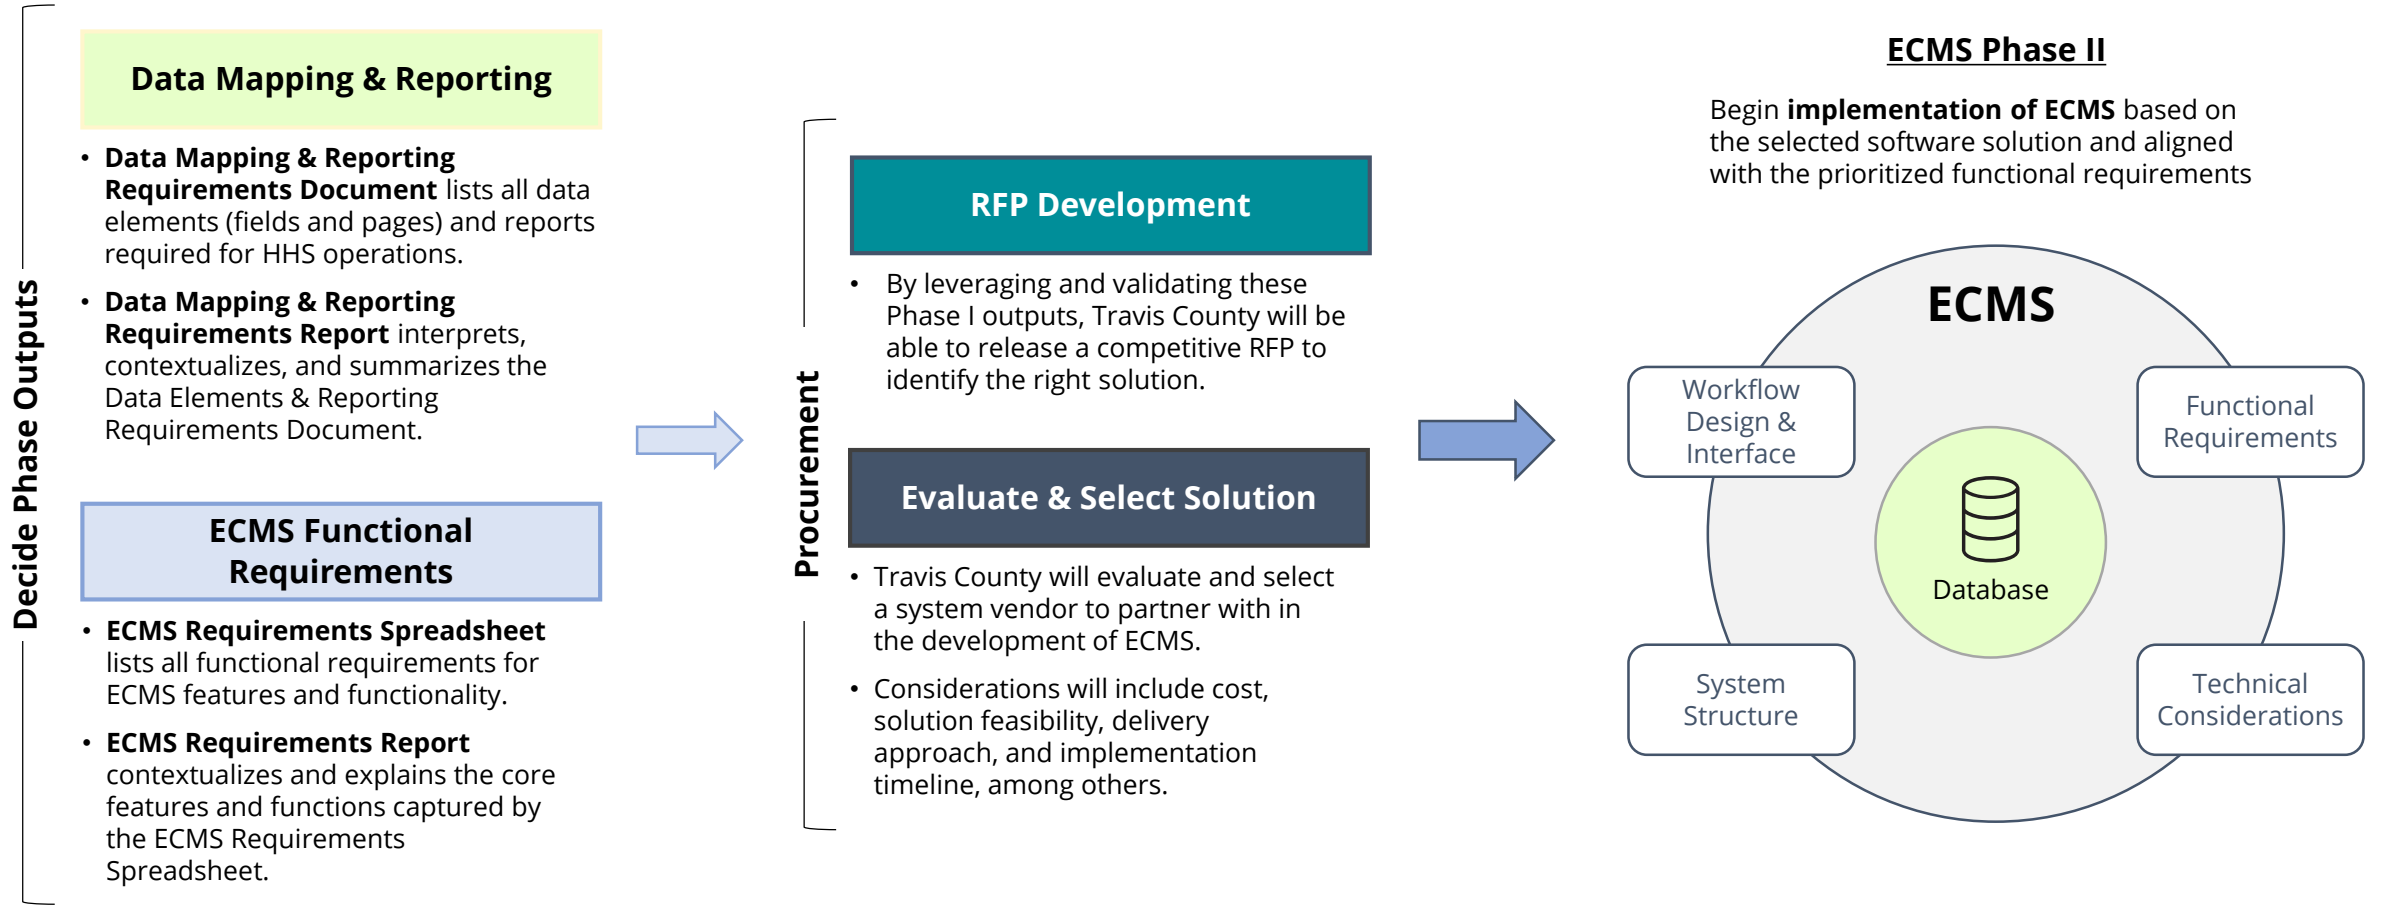 Decide Phase Outputs
Data Mapping & Reporting
• Data Mapping & Reporting
Requirements Document lists all data
elements (fields and pages) and reports
required for HHS operations.
• Data Mapping & Reporting
Requirements Report interprets,
contextualizes, and summarizes the
Data Elements & Reporting
Requirements Document.
ECMS Functional
Requirements
• ECMS Requirements Spreadsheet
lists all functional requirements for
ECMS features and functionality.
• ECMS Requirements Report
contextualizes and explains the core
features and functions captured by
the ECMS Requirements
Spreadsheet.
Procurement
RFP Development
• By leveraging and validating these
Phase I outputs, Travis County will be
able to release a competitive RFP to
identify the right solution.
Evaluate & Select Solution
• Travis County will evaluate and select
a system vendor to partner with in
the development of ECMS.
• Considerations will include cost,
solution feasibility, delivery
approach, and implementation
timeline, among others.
ECMS Phase II
Begin implementation of ECMS based on
the selected software solution and aligned
with the prioritized functional requirements
ECMS
Workflow
Design &
Interface
Functional
Requirements
Database
System
Structure
Technical
Considerations